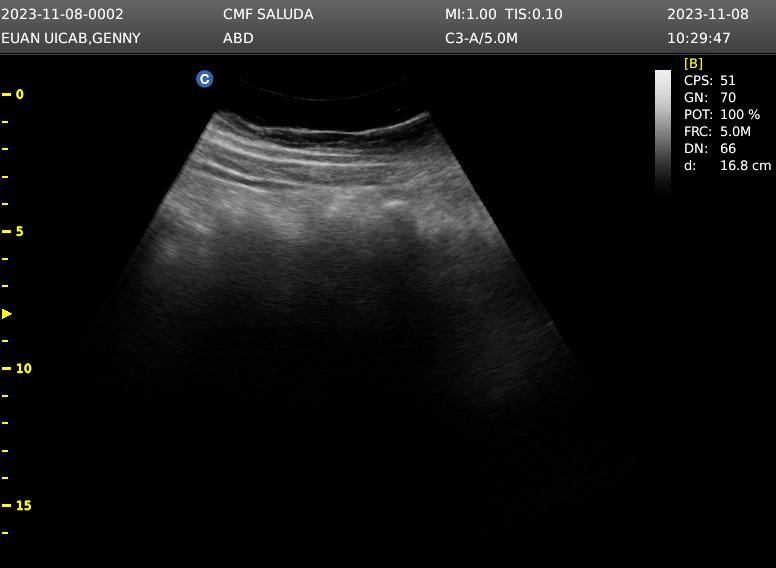 2023-11-08-0002 CMF SALUDA MI:1.00 TIS:0.10 2023-11-08
EUAN UICAB,GENNY ABD C3-A/5.0M 10:29:47
C
[B]
CPS: 51
GN: 70
POT: 100 %
FRC: 5.0M
DN: 66
d: 16.8 cm
0
5
10
15